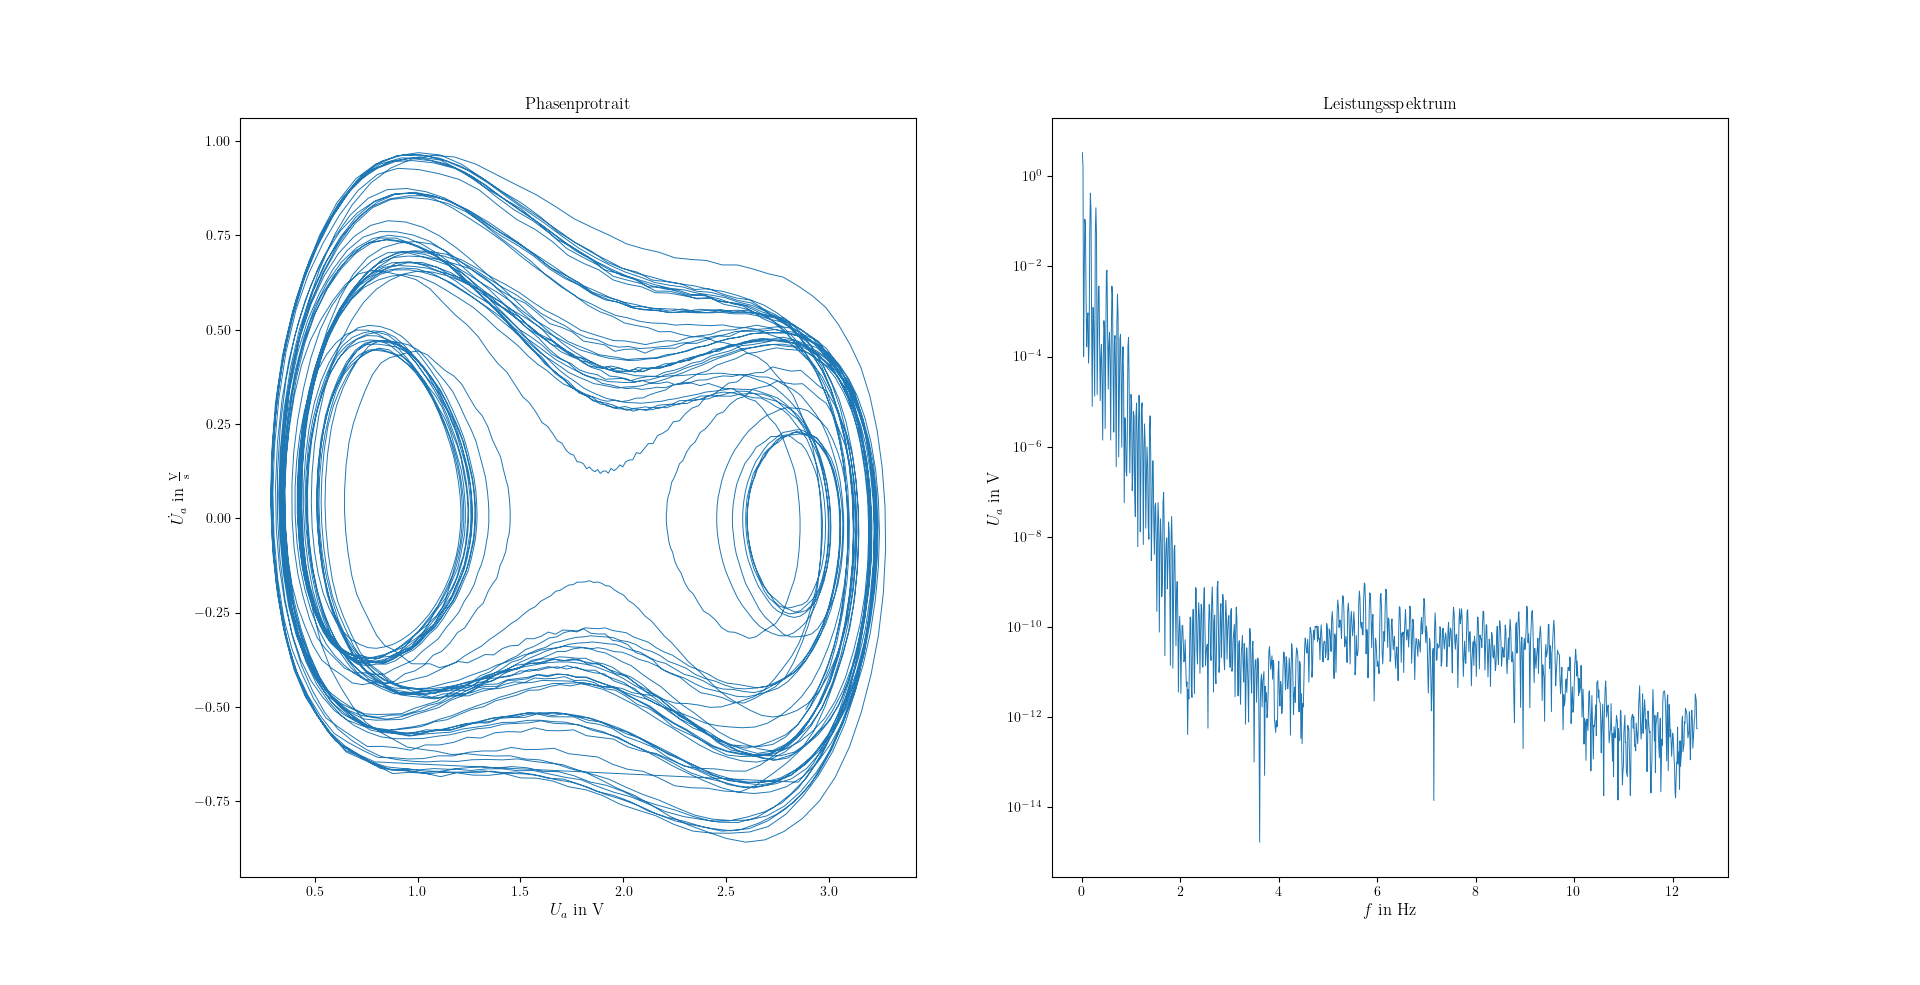 Phasenprotrait
1.00
0.75
0.50
0.25
0.00
−0.25
−0.50
−0.75
U̇ₐ in V/s
0.5 1.0 1.5 2.0 2.5 3.0
Uₐ in V
Leistungsspektrum
10⁰
10⁻²
10⁻⁴
10⁻⁶
10⁻⁸
10⁻¹⁰
10⁻¹²
10⁻¹⁴
Uₐ in V
0 2 4 6 8 10 12
f in Hz